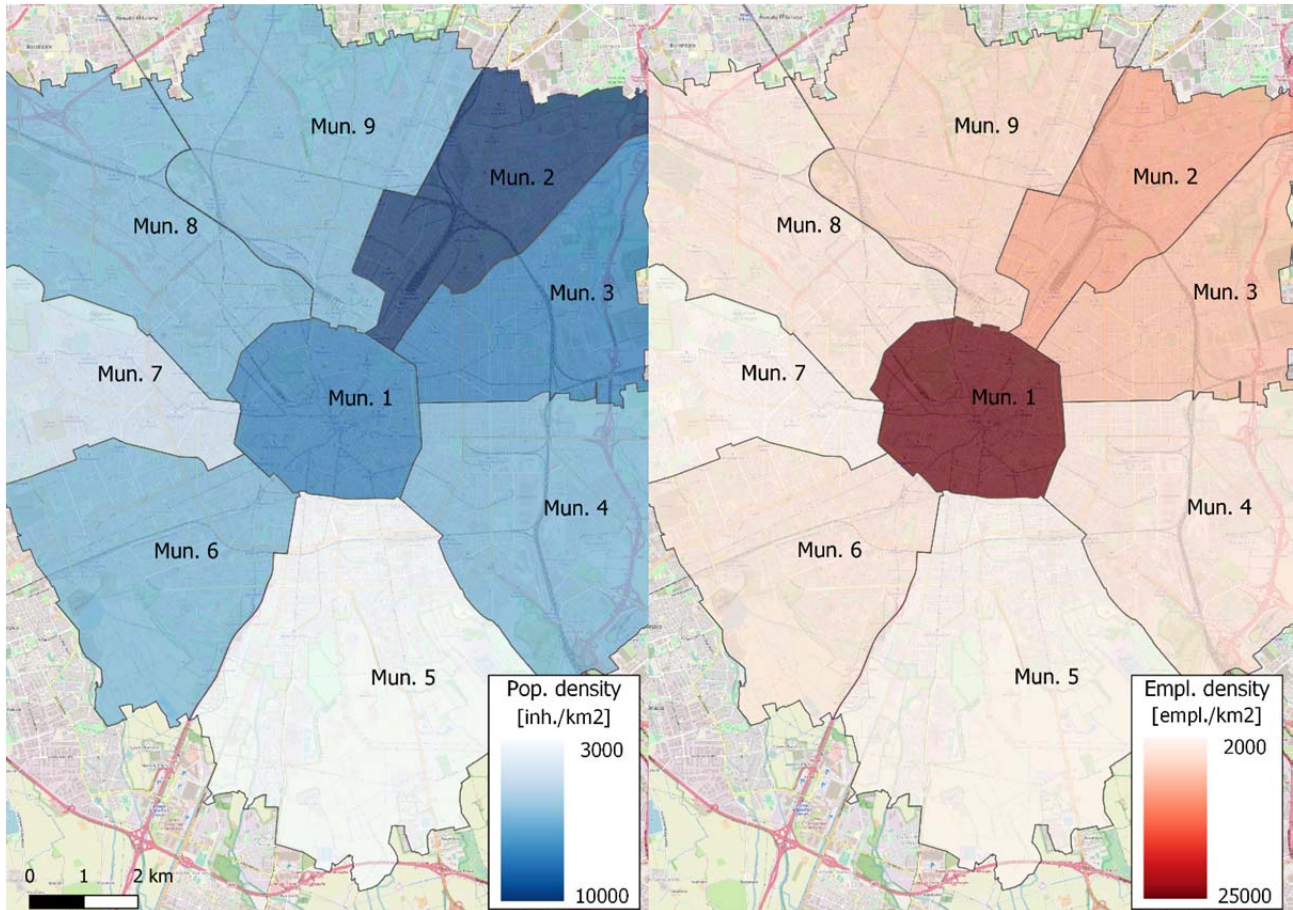 Mun. 9
Mun. 2
Mun. 8
Mun. 3
Mun. 7
Mun. 1
Mun. 4
Mun. 6
Mun. 5
Pop. density
[inh./km2]
3000
10000
0 1 2 km
Mun. 9
Mun. 2
Mun. 8
Mun. 3
Mun. 7
Mun. 1
Mun. 4
Mun. 6
Mun. 5
Empl. density
[empl./km2]
2000
25000